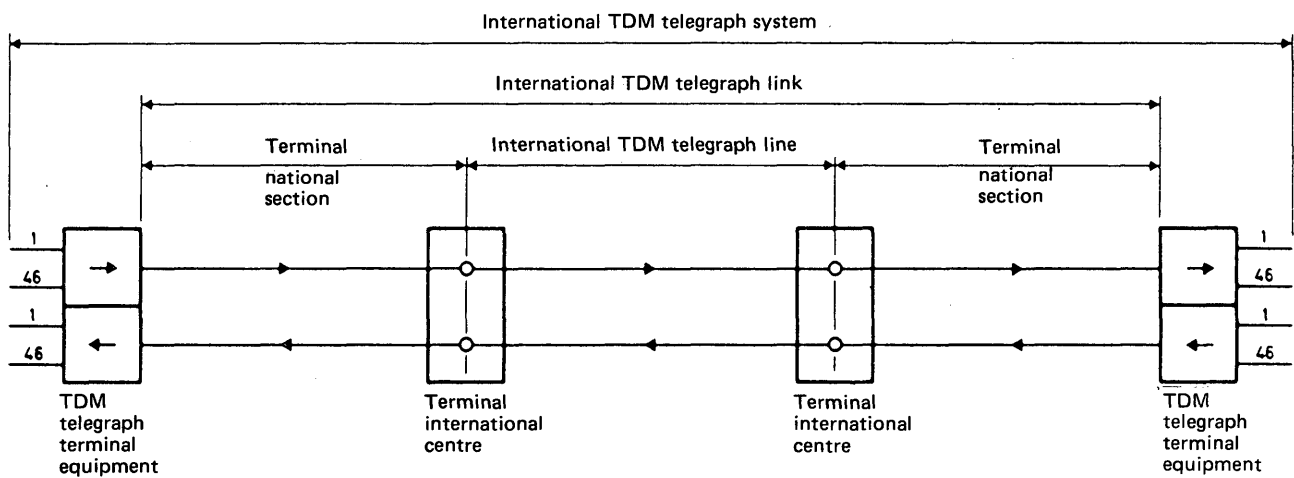 International TDM telegraph system
International TDM telegraph link
Terminal
national
section
International TDM telegraph line
Terminal
national
section
1
46
1
46
1
46
1
46
TDM
telegraph
terminal
equipment
Terminal
international
centre
Terminal
international
centre
TDM
telegraph
terminal
equipment